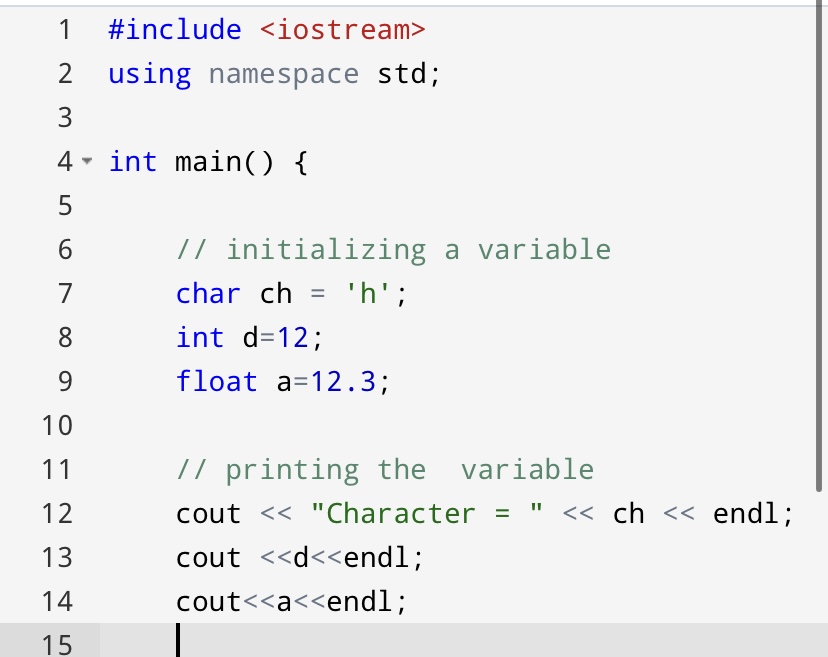 1 #include <iostream>
2 using namespace std;
3
4 int main() {
5
6     // initializing a variable
7     char ch = 'h';
8     int d=12;
9     float a=12.3;
10
11     // printing the  variable
12     cout << "Character = " << ch << endl;
13     cout <<d<<endl;
14     cout<<a<<endl;
15